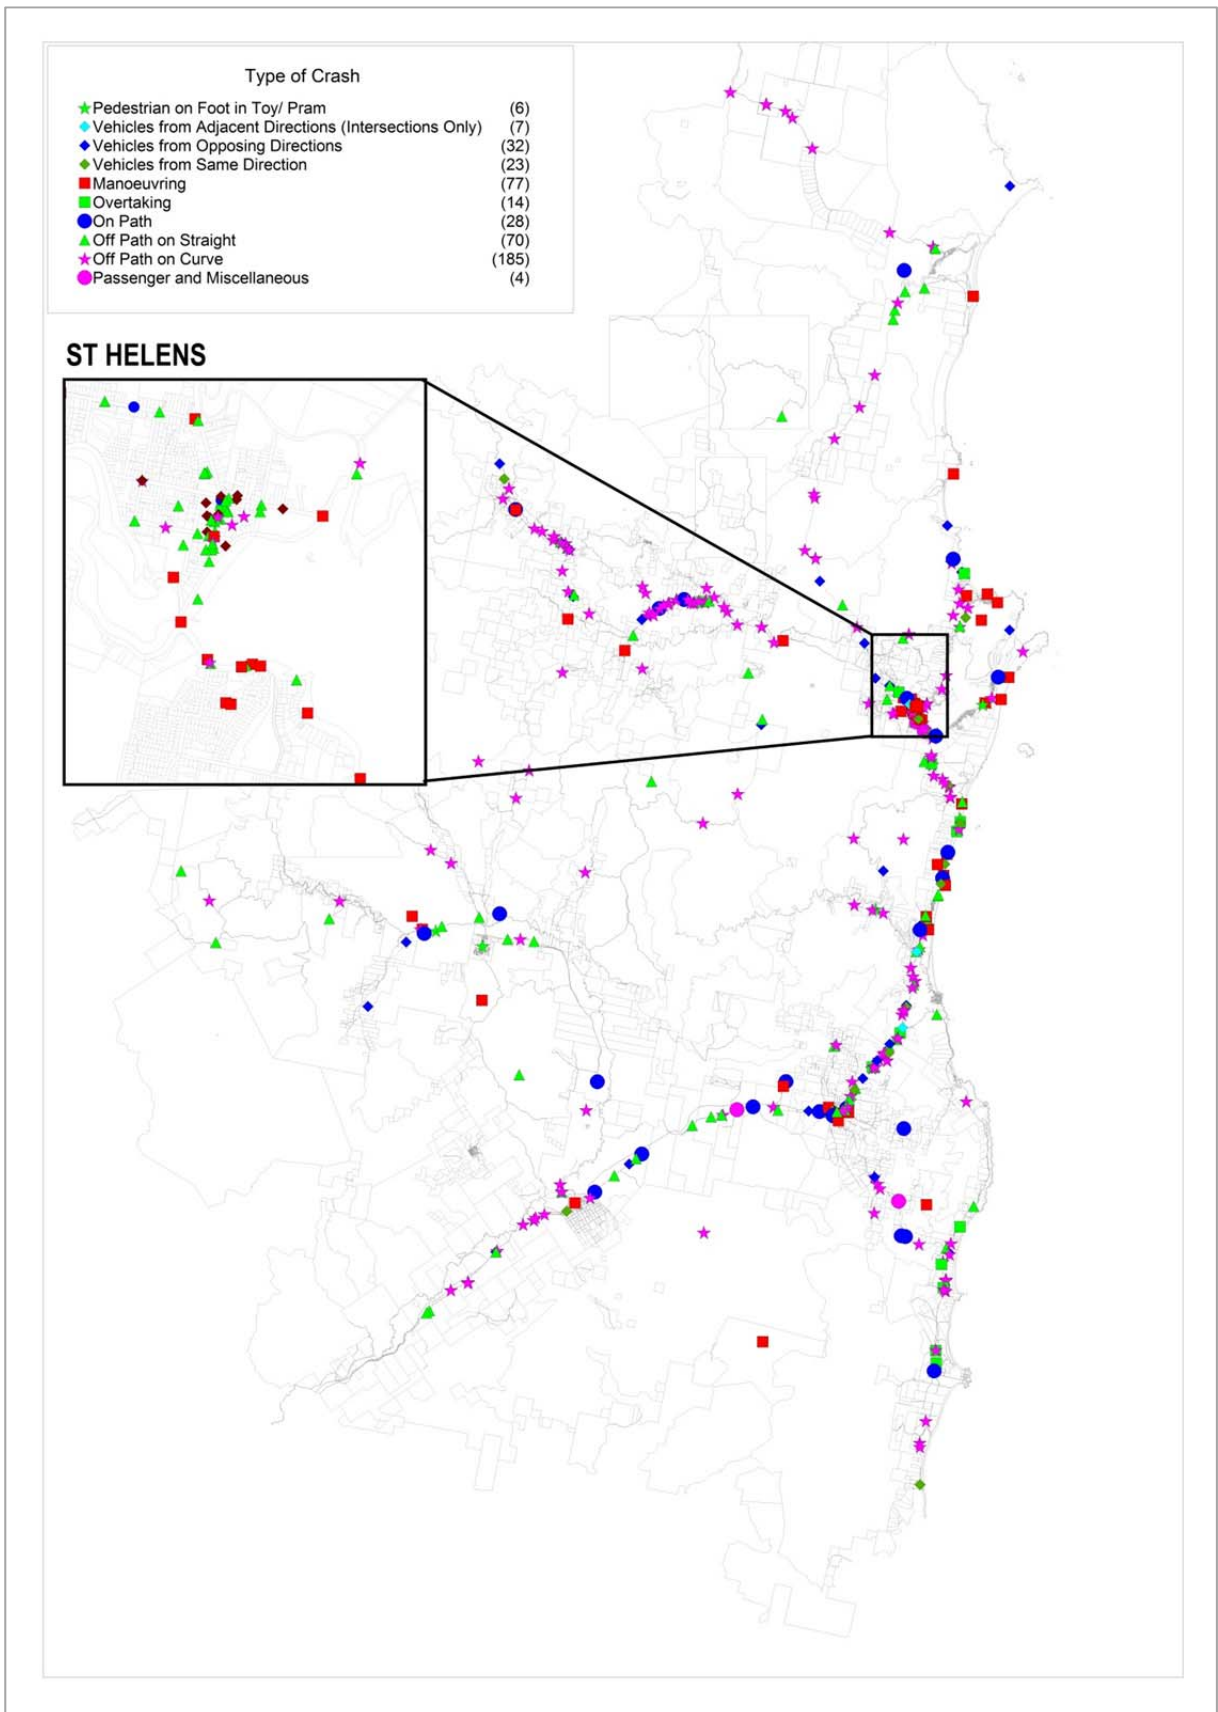 Type of Crash
Pedestrian on Foot in Toy/ Pram (6)
Vehicles from Adjacent Directions (Intersections Only) (7)
Vehicles from Opposing Directions (32)
Vehicles from Same Direction (23)
Manoeuvring (77)
Overtaking (14)
On Path (28)
Off Path on Straight (70)
Off Path on Curve (185)
Passenger and Miscellaneous (4)
ST HELENS